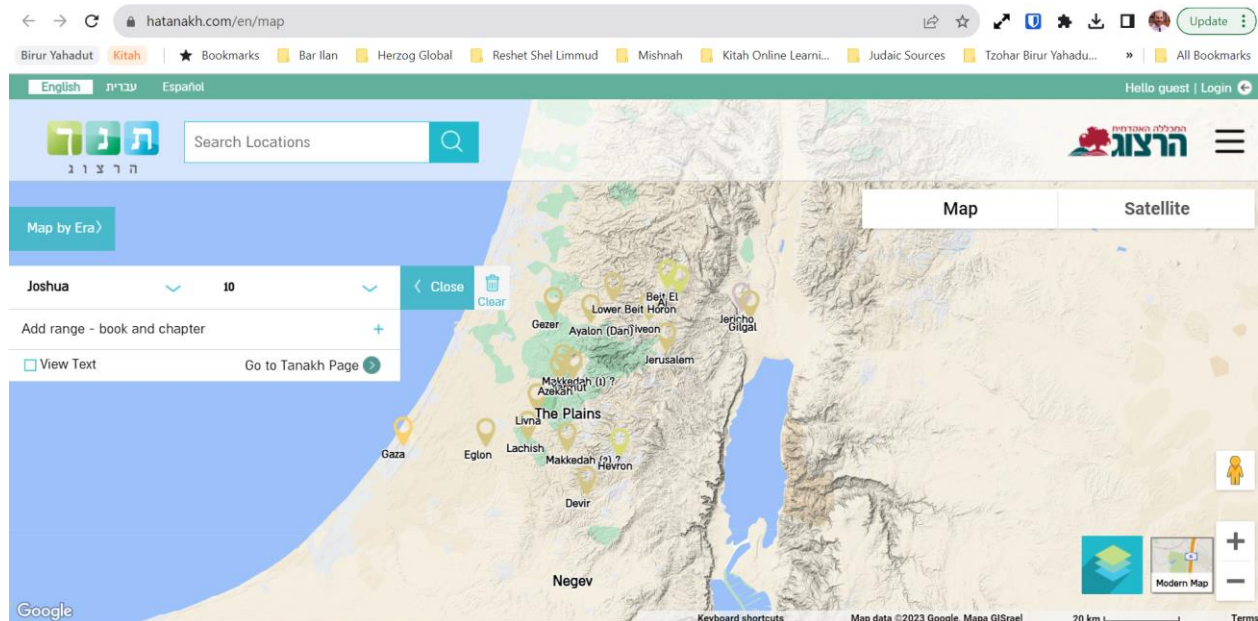 hatanakh.com/en/map
Update
Birur Yahadut Kitah Bookmarks Bar Ilan Herzog Global Reshet Shel Limmud Mishnah Kitah Online Learni... Judaic Sources Tzohar Birur Yahadu... » All Bookmarks
English עברית Español Hello guest | Login
תנך
הרצוג
Search Locations
המכללה האקדמית
הרצוג
Map by Era
Map Satellite
Joshua 10 Close
Clear
Add range - book and chapter +
View Text Go to Tanakh Page
Beit El
Ai
Lower Beit Horon
Jericho
Gezer Ayalon (Dan) Giveon Gilgal
Jerusalem
Makkedah (1) ?
Yarmut
Azekah
The Plains
Livna
Lachish
Gaza Eglon Makkedah (2) ?
Hevron
Devir
Negev
Modern Map
Google
Keyboard shortcuts Map data ©2023 Google, Mapa GISrael 20 km Terms